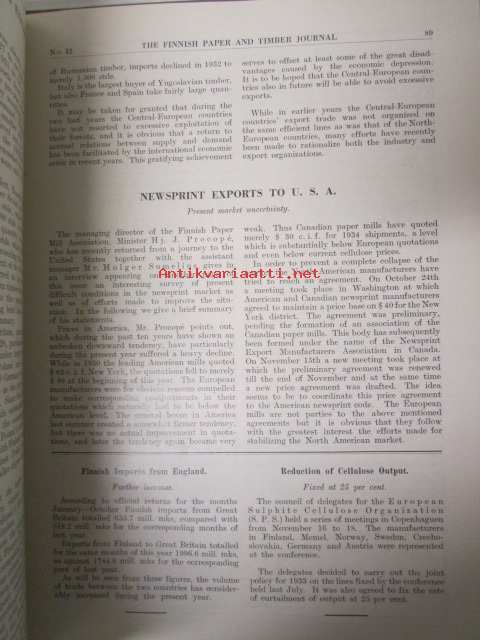 No. 12
THE FINNISH PAPER AND TIMBER JOURNAL
89
of Roumanian timber, imports declined in 1932 to
merely 1,300 stds.
Italy is the largest buyer of Yugoslavian timber,
but also France and Spain take fairly large quan-
tities.
It may be taken for granted that during the
two last years the Central-European countries
have not resorted to excessive exploitation of
their forests, and it is obvious that a return to
normal relations between supply and demand
has been facilitated by the international economic
crisis in recent years. This gratifying achievement
serves to offset at least some of the great disad-
vantages caused by the economic depression.
It is to be hoped that the Central-European coun-
tries also in future will be able to avoid excessive
exports.
While in earlier years the Central-European
countries' export trade was not organised on
the same efficient lines as was that of the North-
European countries, many efforts have recently
been made to rationalize both the industry and
export organizations.
NEWSPRINT EXPORTS TO U. S. A.
Present market uncertainty.
The managing director of the Finnish Paper
Mill Association, Minister Hj. J. Procopé,
who has recently returned from a journey to the
United States together with the assistant
manager Mr. Holger Sumelius, gives in
an interview appearing
this issue an interesting survey of present
difficult conditions in the newsprint market as
well as of efforts made to improve the situa-
tion. In the following we give a brief summary
of his statements.
Prices in America, Mr. Procopé points out,
which during the past ten years have shown an
unbroken downward tendency, have particularly
during the year suffered a heavy decline.
While in 1930 the leading American mills quoted
$ 62 c.i.f. New York, the quotations fell to merely
$ 40 at the beginning of this year. The European
manufacturers were for obvious reasons compelled
to make corresponding readjustments in their
quotations which naturally had to be below the
American level. The general boom in America
last summer created a somewhat firmer tendency,
but there was no actual improvement in quota-
tions, and later the tendency again became very
weak. Thus Canadian paper mills have quoted
merely $ 30 c. i. f. for 1934 shipments, a level
which is substantially below European quotations
and even below current cellulose prices.
In order to prevent a complete collapse of the
American manufacturers have
tried to reach an agreement. On October 24th
a meeting took place in Washington at which
American and Canadian newsprint manufacturers
agreed to maintain a price base on $ 40 for the New
York district. The agreement was preliminary,
pending the formation of an association of the
Canadian paper mills. This body has subsequently
been formed under the name of the Newsprint
Export Manufacturers Association in Canada.
On November 15th a new meeting took place at
which the preliminary agreement was renewed
till the end of November and at the same time
a new price agreement was drafted. The idea
seems to be to coordinate this price agreement
to the American newsprint code. The European
mills are not parties to the above mentioned
agreements but it is obvious that they follow
with the greatest interest the efforts made for
stabilizing the North American market.
Antikvariaatti.net
Finnish Imports from England.
Further increase.
According to official returns for the months
January-October Finnish imports from Great
Britain totalled 653.7 mill. mks, compared with
518.2 mill. mks for the corresponding months of
last year.
Exports from Finland to Great Britain totalled
for the same months of this year 1996.6 mill. mks,
as against 1744.8 mill. mks for the corresponding
part of last year.
As will be seen from these figures, the volume
of trade between the two countries has consider-
ably increased during the present year.
Reduction of Cellulose Output.
Fixed at 25 per cent.
The council of delegates for the European
Sulphite Cellulose Organisation
(S. P. S.) held a series of meetings in Copenhagen
from November 16 to 18. The manufacturers
in Finland, Memel, Norway, Sweden, Czecho-
slovakia, Germany and Austria were represented
at the conference.
The delegates decided to carry out the joint
policy for 1933 on the lines fixed by the conference
held last July. It was also agreed to fix the rate
of curtailment of output at 25 per cent.